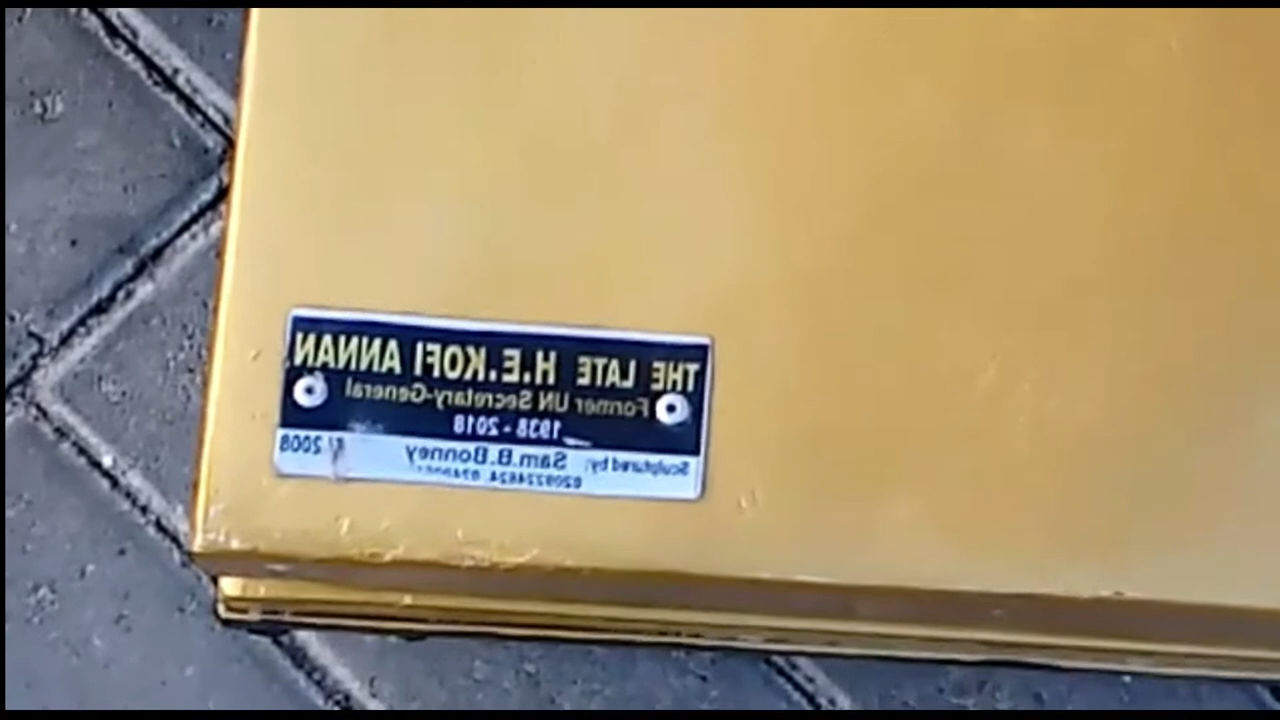 THE LATE H.E.KOFI ANNAN
Former UN Secretary-General
1938 - 2018
Sculptured by: Sam.B.Bonney 2008